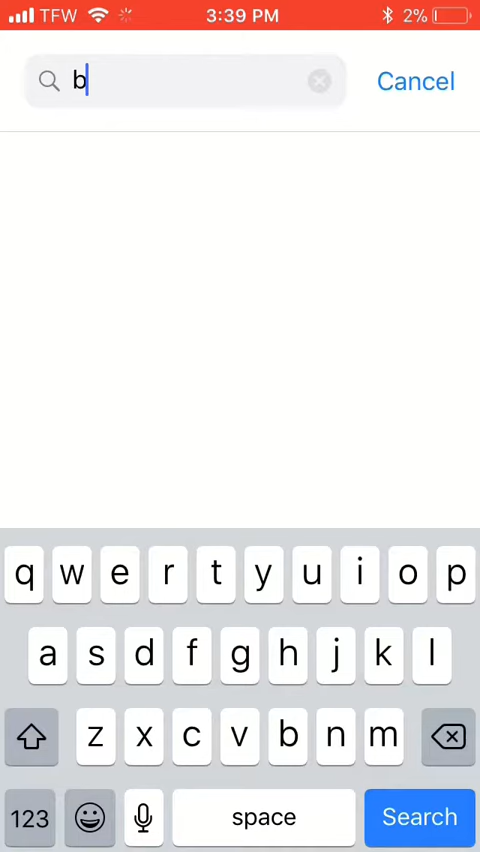 TFW 3:39 PM 2%
b Cancel
q w e r t y u i o p
a s d f g h j k l
z x c v b n m
123 space Search